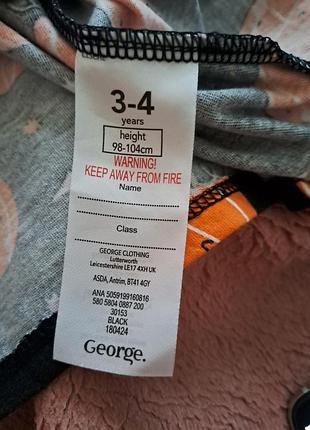 3-4
years
height
98-104cm
WARNING!
KEEP AWAY FROM FIRE
Name
Class
GEORGE CLOTHING
Lutterworth
Leicestershire LE17 4XH UK
ASDA, Antrim, BT41 4GY
ANA 5059199160816
580 5804 0887 200
30153
BLACK
180424
George.